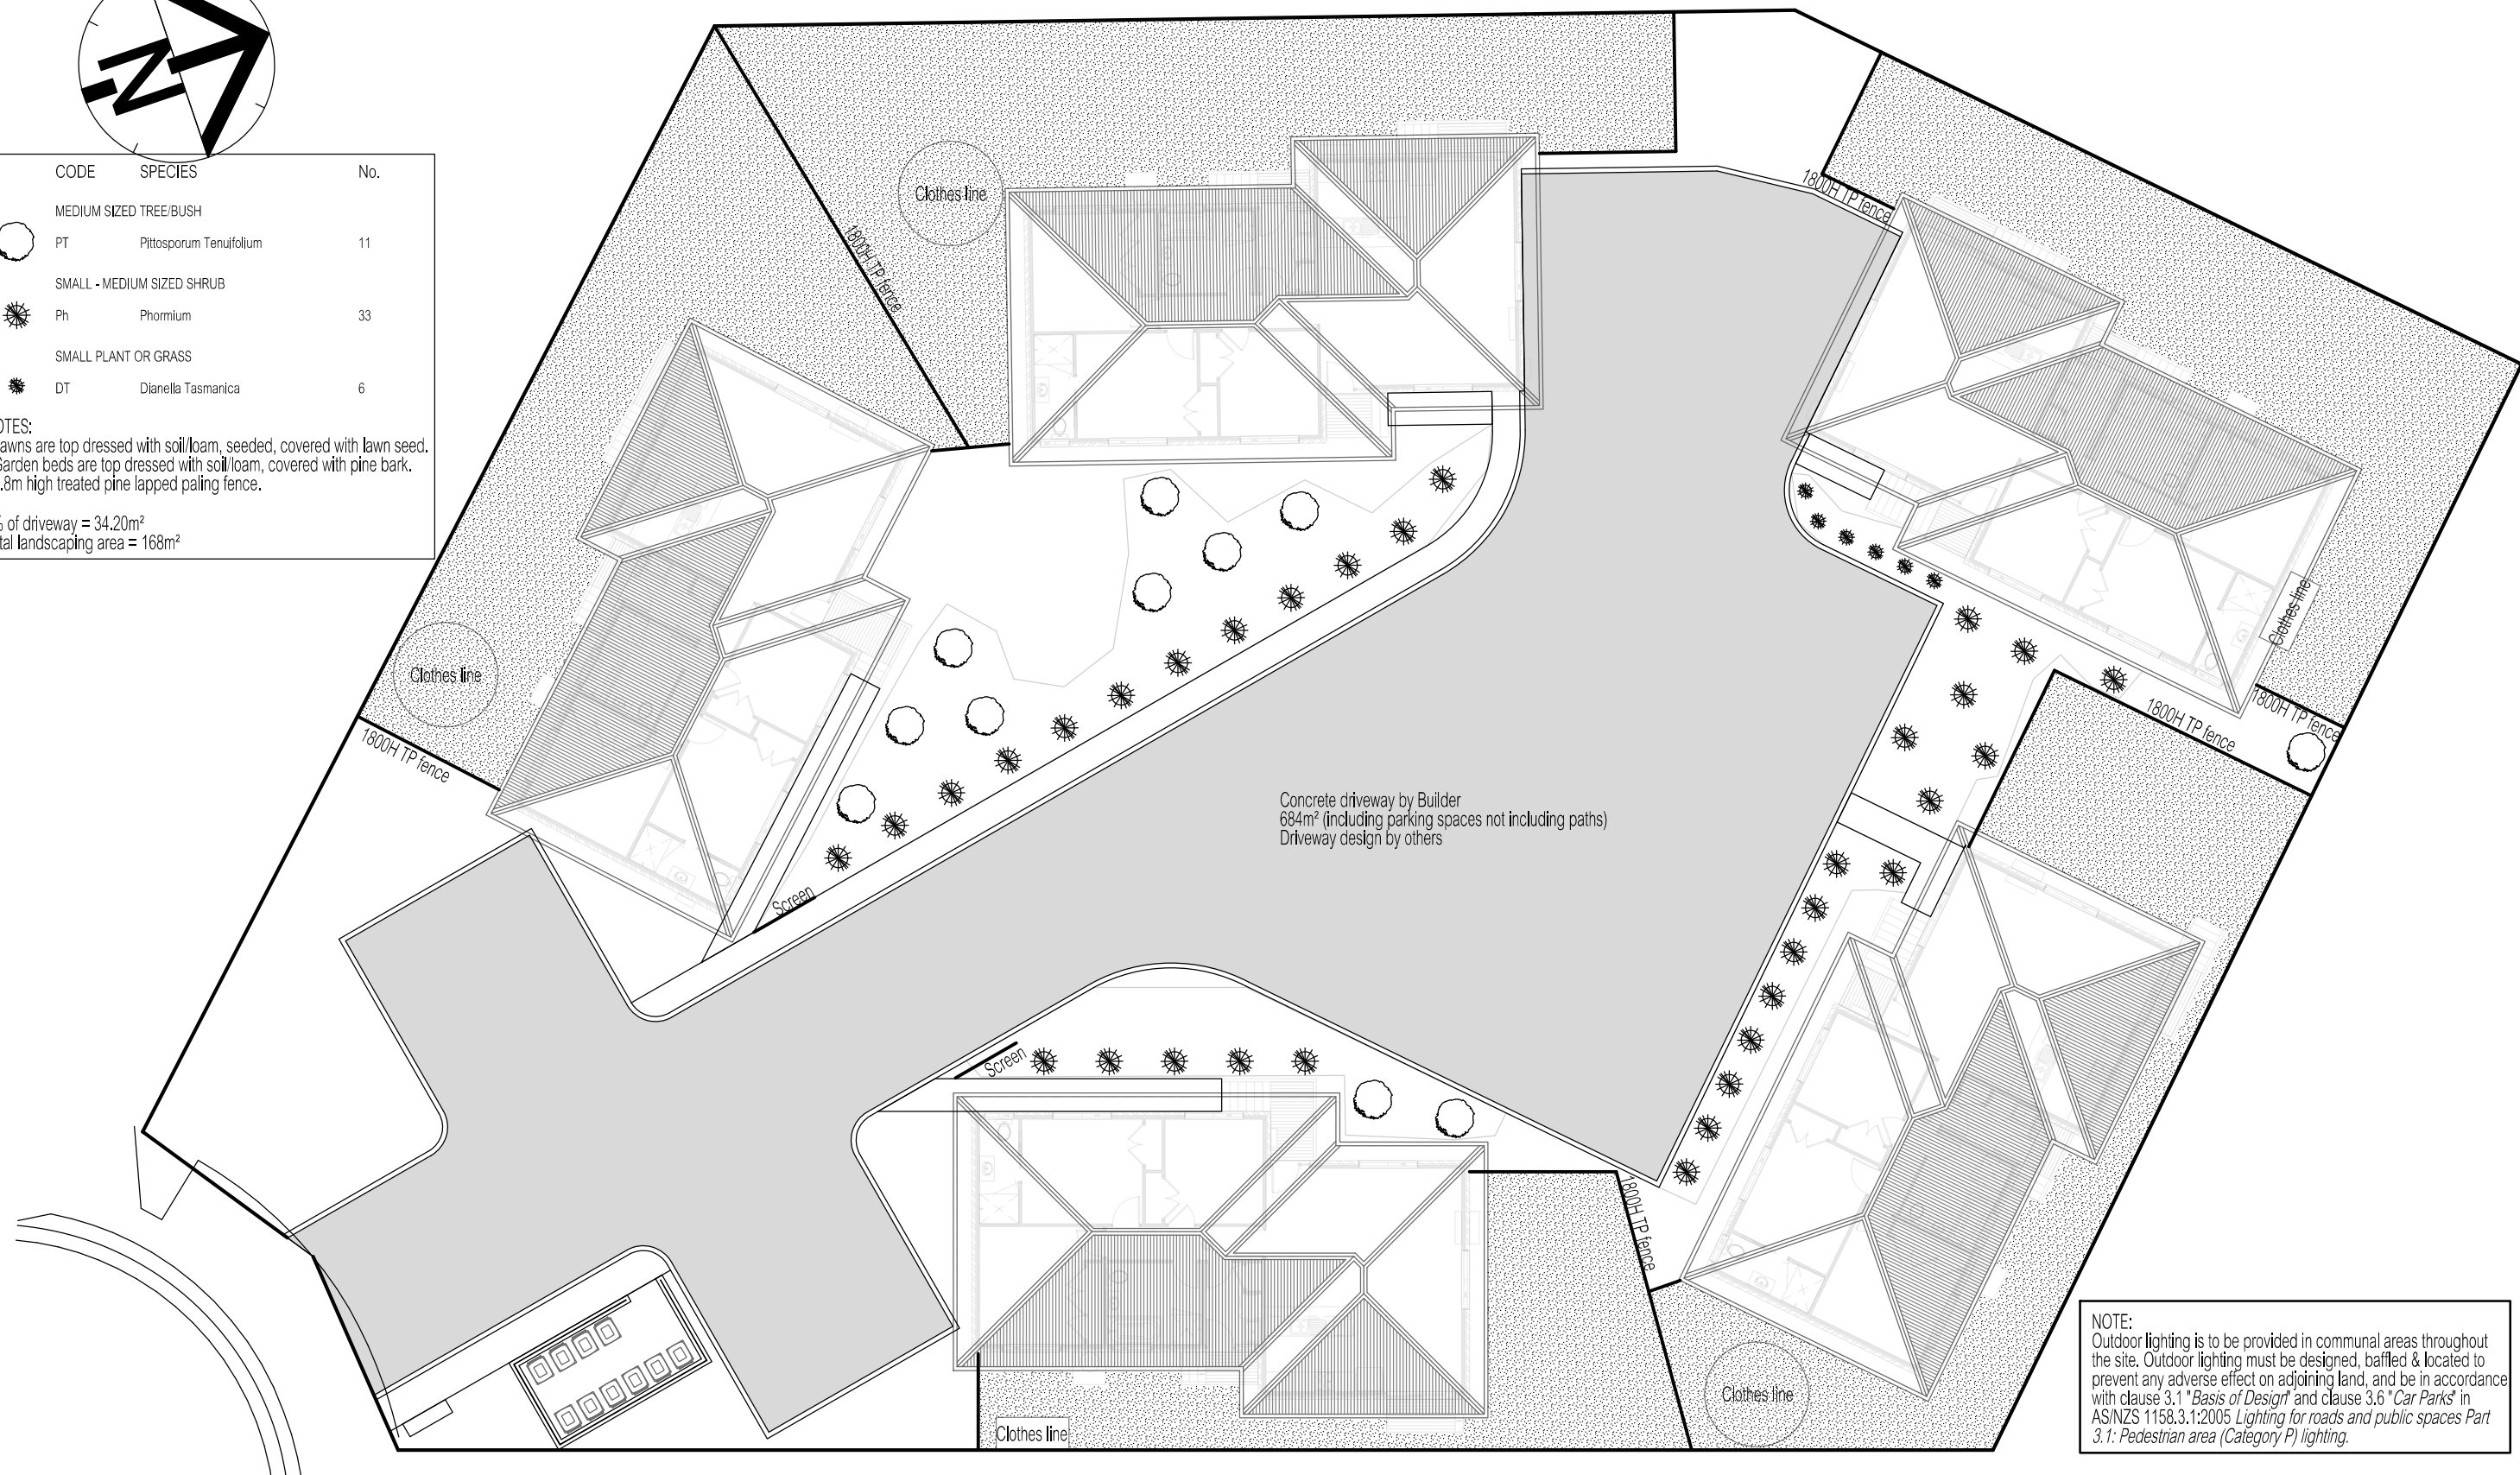 N
CODE SPECIES No.
MEDIUM SIZED TREE/BUSH
PT Pittosporum Tenuifolium 11
SMALL - MEDIUM SIZED SHRUB
Ph Phormium 33
SMALL PLANT OR GRASS
DT Dianella Tasmanica 6
OTES:
awns are top dressed with soil/loam, seeded, covered with lawn seed.
Garden beds are top dressed with soil/loam, covered with pine bark.
.8m high treated pine lapped paling fence.
% of driveway = 34.20m²
tal landscaping area = 168m²
Clothes line
1800H TP fence
1800H TP fence
Clothes line
1800H TP fence
Clothes line
1800H TP fence
1800H TP fence
Screen
Concrete driveway by Builder
684m² (including parking spaces not including paths)
Driveway design by others
Screen
1800H TP fence
Clothes line
Clothes line
NOTE:
Outdoor lighting is to be provided in communal areas throughout
the site. Outdoor lighting must be designed, baffled & located to
prevent any adverse effect on adjoining land, and be in accordance
with clause 3.1 "Basis of Design" and clause 3.6 "Car Parks" in
AS/NZS 1158.3.1:2005 Lighting for roads and public spaces Part
3.1: Pedestrian area (Category P) lighting.